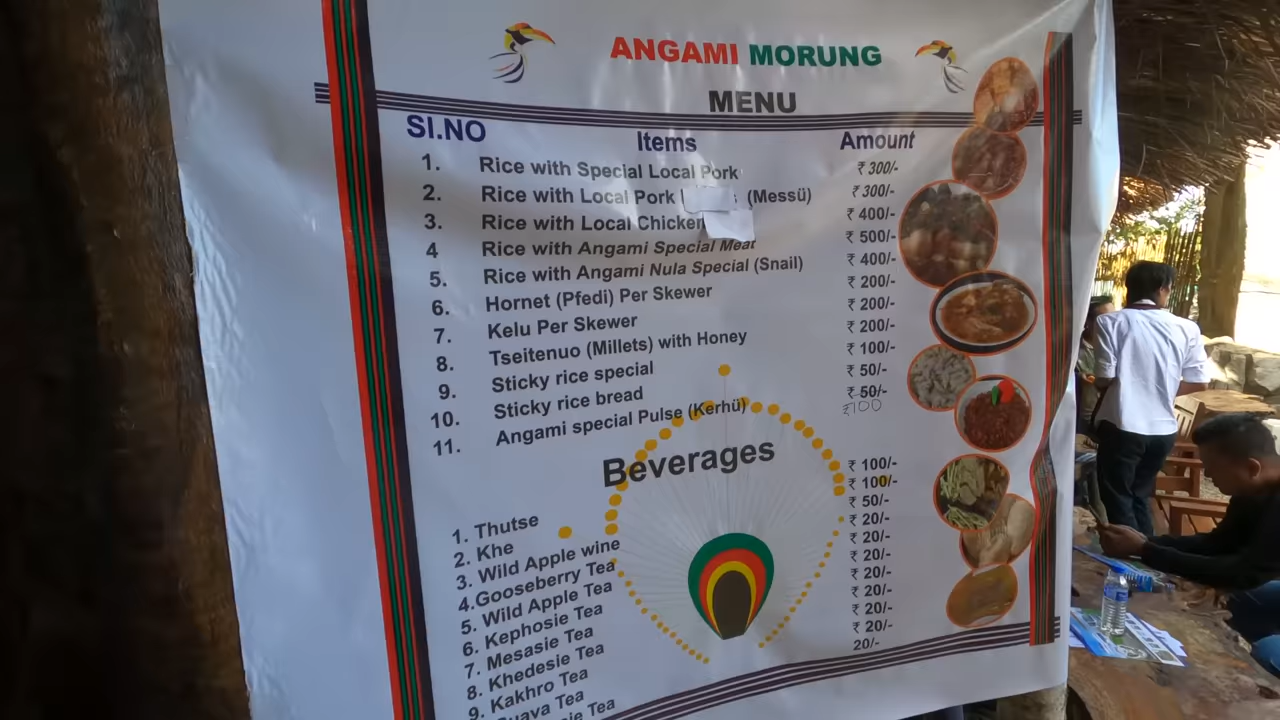 ANGAMI MORUNG
MENU
SI.NO Items Amount
1. Rice with Special Local Pork ₹ 300/-
2. Rice with Local Pork (Messü) ₹ 300/-
3. Rice with Local Chicken ₹ 400/-
4 Rice with Angami Special Meat ₹ 500/-
5. Rice with Angami Nula Special (Snail) ₹ 400/-
6. Hornet (Pfedi) Per Skewer ₹ 200/-
7. Kelu Per Skewer ₹ 200/-
8. Tseitenuo (Millets) with Honey ₹ 200/-
9. Sticky rice special ₹ 100/-
10. Sticky rice bread ₹ 50/-
11. Angami special Pulse (Kerhü) ₹ 50/-
₹100
Beverages
1. Thutse ₹ 100/-
2. Khe ₹ 100/-
3. Wild Apple wine ₹ 50/-
4.Gooseberry Tea ₹ 20/-
5. Wild Apple Tea ₹ 20/-
6. Kephosie Tea ₹ 20/-
7. Mesasie Tea ₹ 20/-
8. Khedesie Tea ₹ 20/-
9. Kakhro Tea ₹ 20/-
Guava Tea ₹ 20/-
Tea 20/-